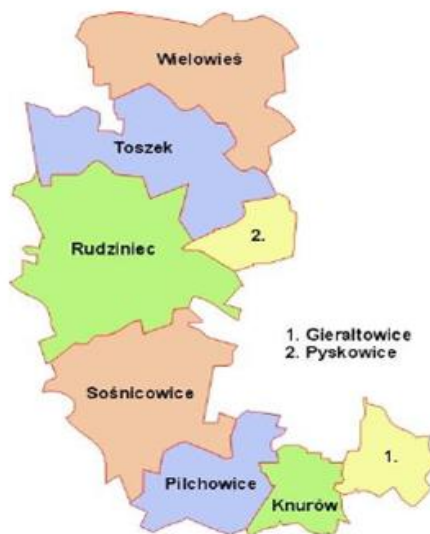 Wielowieś
Toszek
Rudziniec
2.
1. Gierałtowice
2. Pyskowice
Sośnicowice
1.
Pilchowice
Knurów